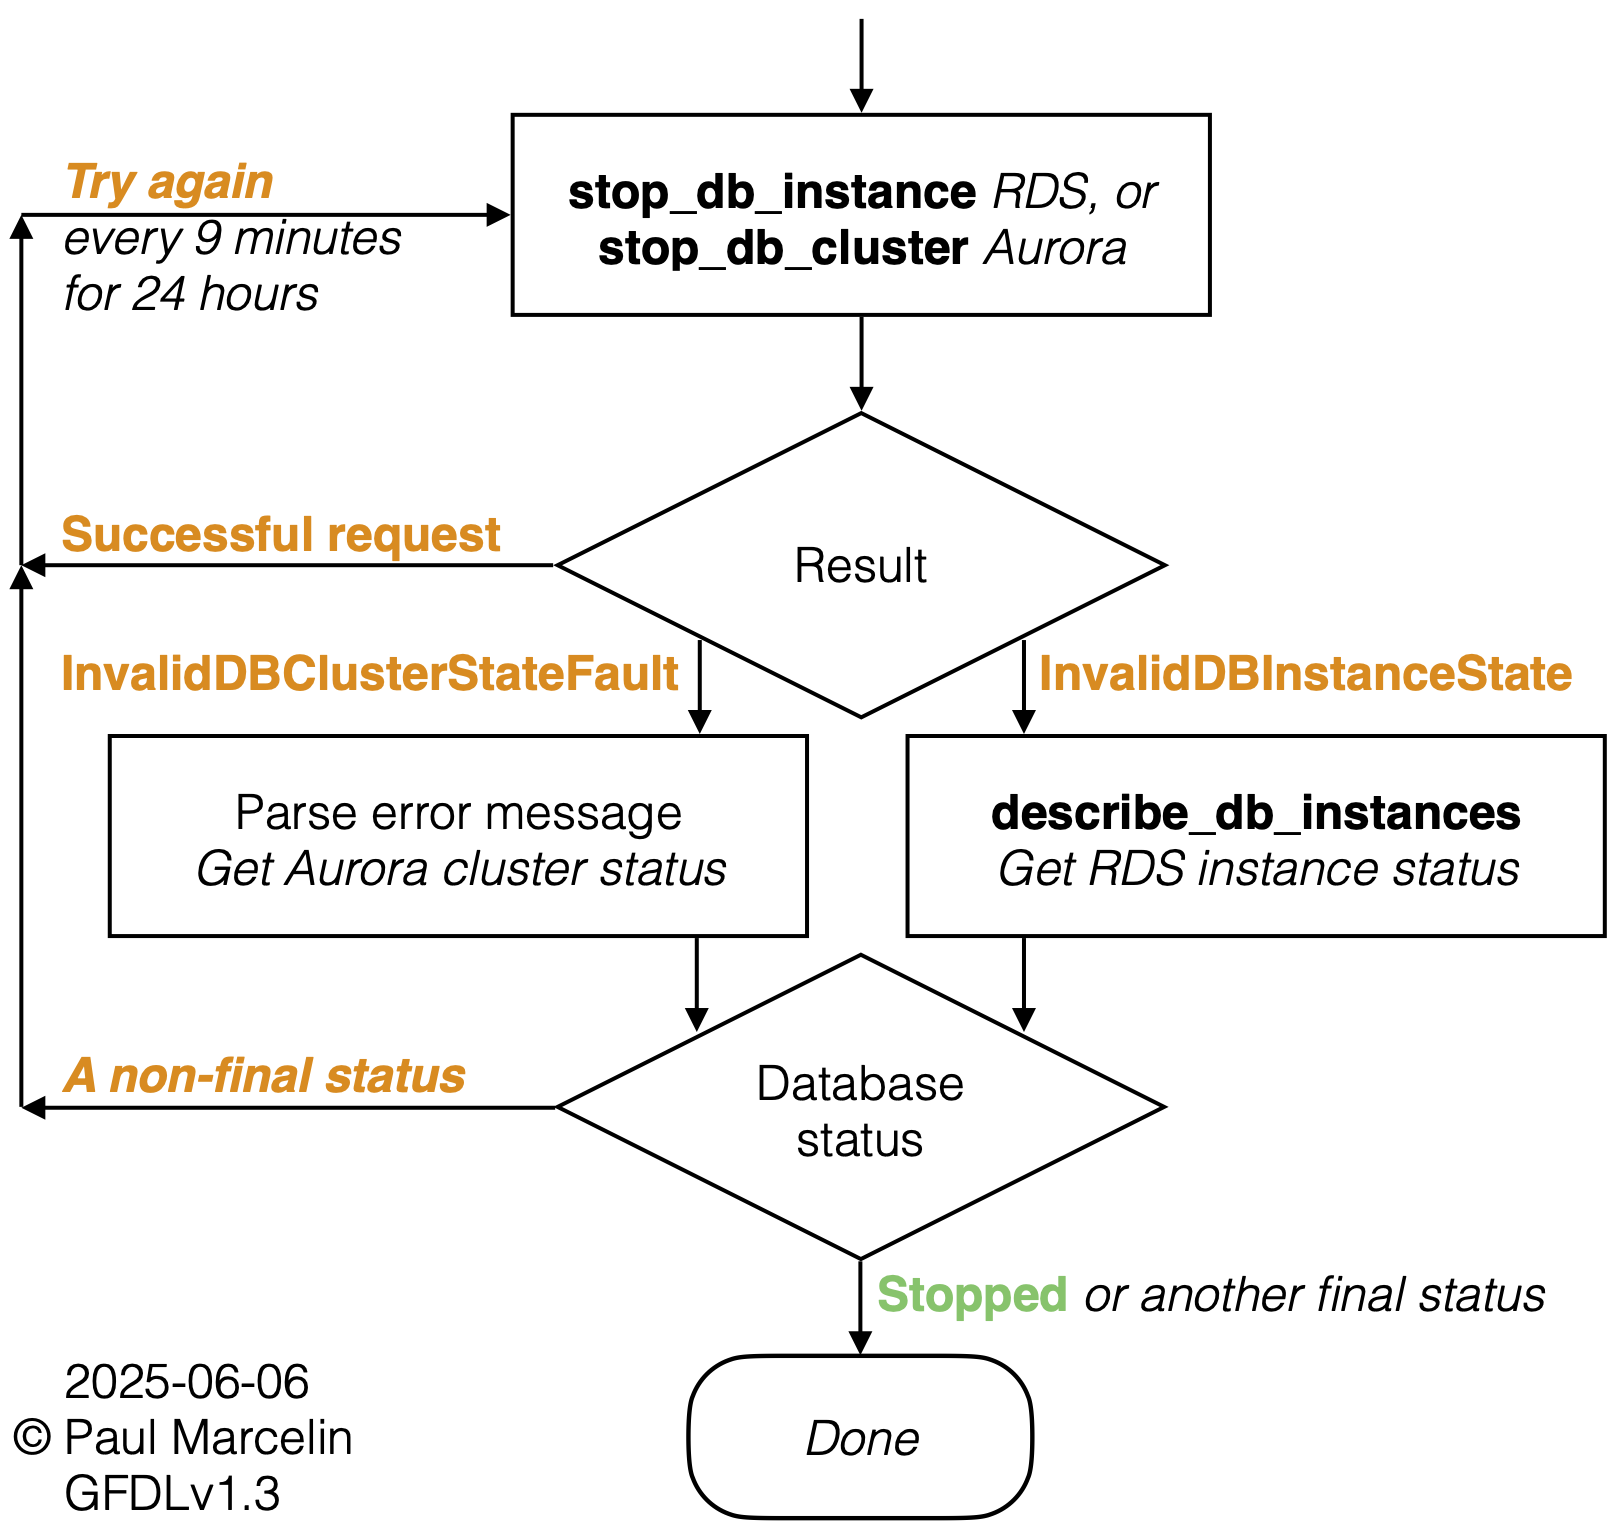 Try again
every 9 minutes
for 24 hours
stop_db_instance RDS, or
stop_db_cluster Aurora
Successful request
Result
InvalidDBClusterStateFault
InvalidDBInstanceState
Parse error message
Get Aurora cluster status
describe_db_instances
Get RDS instance status
A non-final status
Database
status
Stopped or another final status
Done
2025-06-06
© Paul Marcelin
GFDLv1.3